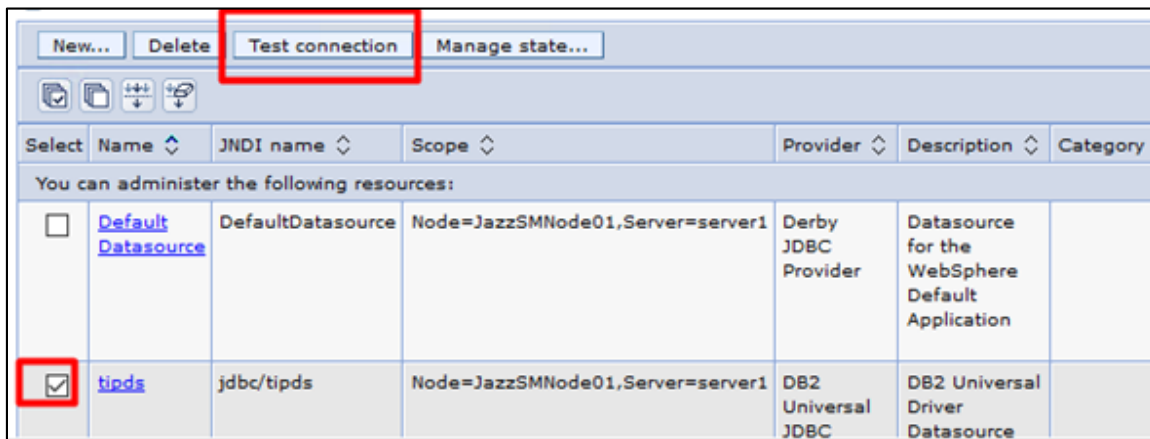 New... Delete Test connection Manage state...
Select Name JNDI name Scope Provider Description Category
You can administer the following resources:
Default Datasource DefaultDatasource Node=JazzSMNode01,Server=server1 Derby JDBC Provider Datasource for the WebSphere Default Application
tipds jdbc/tipds Node=JazzSMNode01,Server=server1 DB2 Universal JDBC DB2 Universal Driver Datasource